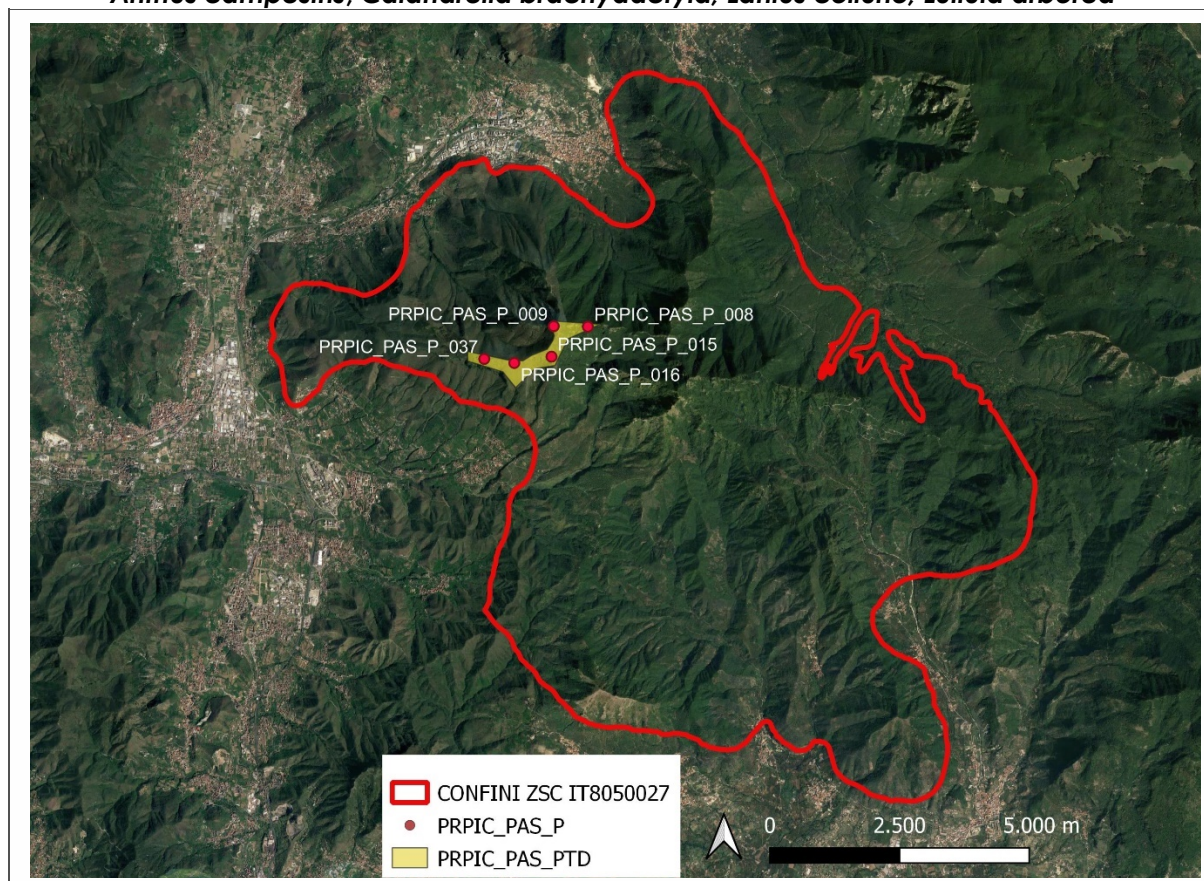 Anthus campestris, Calandrella brachydactyla, Lanius collurio, Lullula arborea
PRPIC_PAS_P_009
PRPIC_PAS_P_008
PRPIC_PAS_P_037
PRPIC_PAS_P_015
PRPIC_PAS_P_016
CONFINI ZSC IT8050027
PRPIC_PAS_P
PRPIC_PAS_PTD
0 2.500 5.000 m